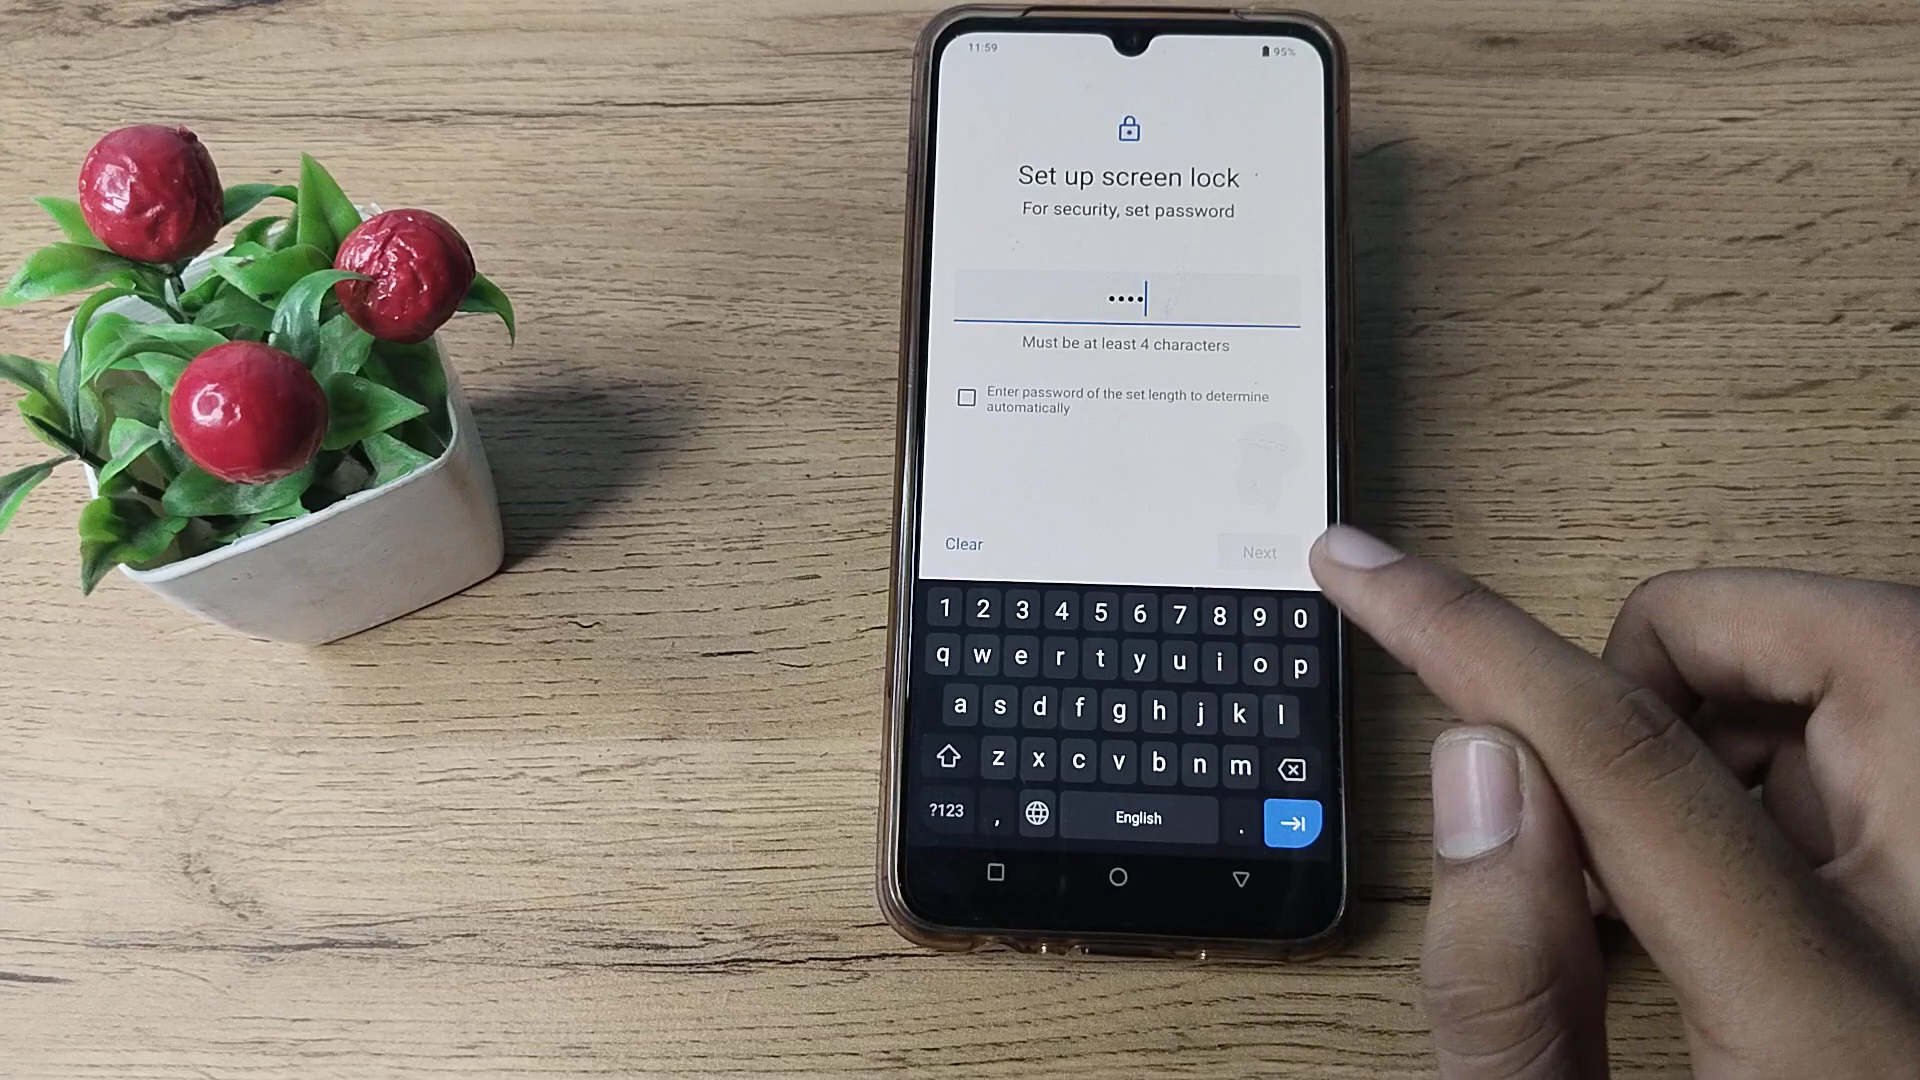 11:59
95%
Set up screen lock
For security, set password
••••
Must be at least 4 characters
Enter password of the set length to determine
automatically
Clear
Next
1 2 3 4 5 6 7 8 9 0
q w e r t y u i o p
a s d f g h j k l
z x c v b n m
?123 , English .